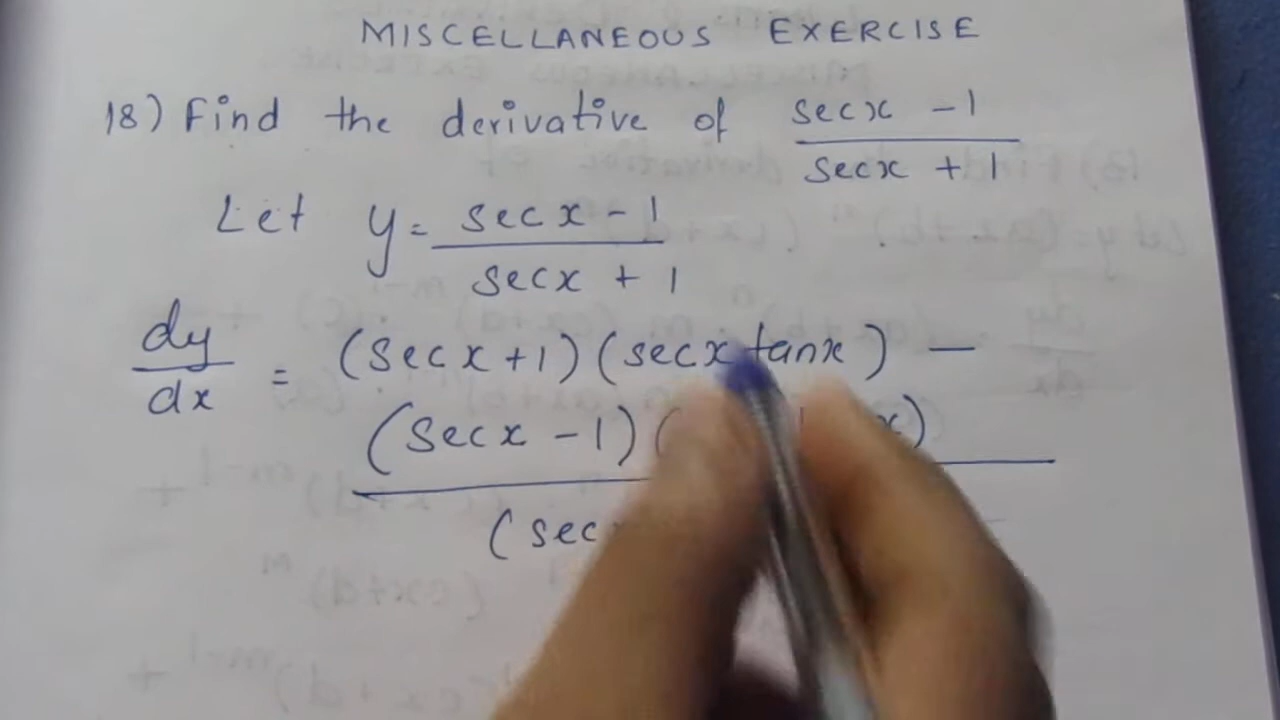 MISCELLANEOUS EXERCISE
18) Find the derivative of (secx - 1)/(secx + 1)
Let y = (secx - 1)/(secx + 1)
dy/dx = (secx+1)(secx tanx) -
(secx - 1)(
(sec